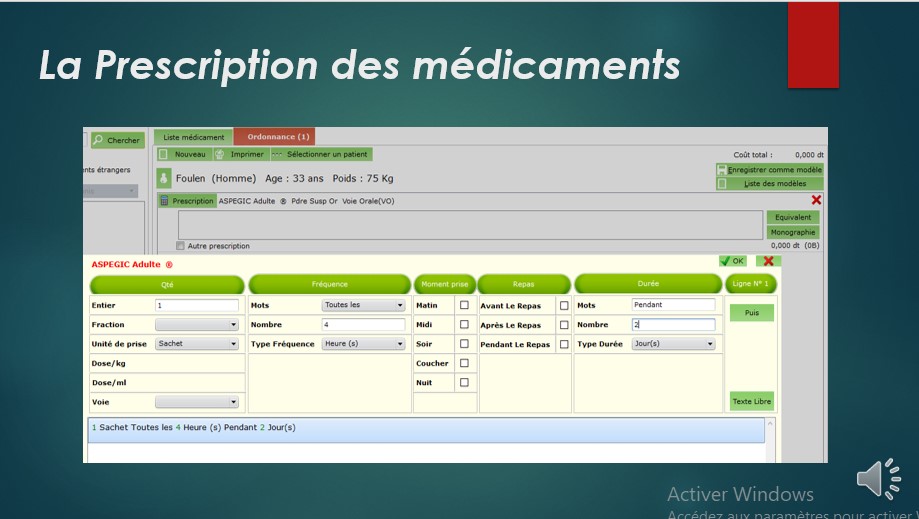 La Prescription des médicaments
Chercher
Liste médicament
Ordonnance (1)
Nouveau
Imprimer
Sélectionner un patient
Coût total : 0,000 dt
nts étrangers
Foulen (Homme) Age : 33 ans Poids : 75 Kg
Enregistrer comme modèle
Liste des modèles
Prescription
ASPEGIC Adulte ® Pdre Susp Or Voie Orale(VO)
Equivalent
Monographie
Autre prescription
0,000 dt (0B)
ASPEGIC Adulte ®
OK
Qté
Fréquence
Moment prise
Repas
Durée
Ligne N° 1
Entier 1
Mots Toutes les
Matin
Avant Le Repas
Mots Pendant
Puis
Fraction
Nombre 4
Midi
Après Le Repas
Nombre 2
Unité de prise Sachet
Type Fréquence Heure (s)
Soir
Pendant Le Repas
Type Durée Jour(s)
Dose/kg
Coucher
Dose/ml
Nuit
Voie
Texte Libre
1 Sachet Toutes les 4 Heure (s) Pendant 2 Jour(s)
Activer Windows
Accédez aux paramètres pour activer